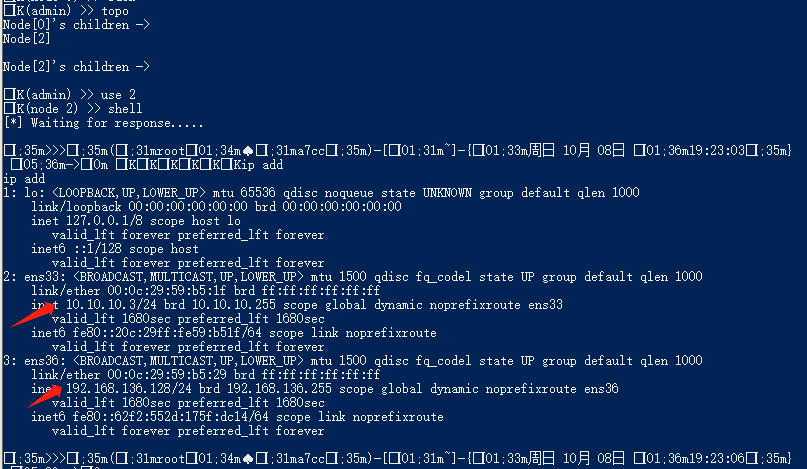 □K(admin) >> topo
Node[0]'s children ->
Node[2]
Node[2]'s children ->
□K(admin) >> use 2
□K(node 2) >> shell
[*] Waiting for response.....
□;35m>>>□;35m(□;31mroot□01;34m♠□;31ma7cc□;35m)-[□01;31m~]-{□01;33m周日 10月 08日 □01;36m19:23:03□;35m}
□05;36m->□0m □K□K□K□K□Kip add
ip add
1: lo: <LOOPBACK,UP,LOWER_UP> mtu 65536 qdisc noqueue state UNKNOWN group default qlen 1000
link/loopback 00:00:00:00:00:00 brd 00:00:00:00:00:00
inet 127.0.0.1/8 scope host lo
valid_lft forever preferred_lft forever
inet6 ::1/128 scope host
valid_lft forever preferred_lft forever
2: ens33: <BROADCAST,MULTICAST,UP,LOWER_UP> mtu 1500 qdisc fq_codel state UP group default qlen 1000
link/ether 00:0c:29:59:b5:1f brd ff:ff:ff:ff:ff:ff
inet 10.10.10.3/24 brd 10.10.10.255 scope global dynamic noprefixroute ens33
valid_lft 1680sec preferred_lft 1680sec
inet6 fe80::20c:29ff:fe59:b51f/64 scope link noprefixroute
valid_lft forever preferred_lft forever
3: ens36: <BROADCAST,MULTICAST,UP,LOWER_UP> mtu 1500 qdisc fq_codel state UP group default qlen 1000
link/ether 00:0c:29:59:b5:29 brd ff:ff:ff:ff:ff:ff
inet 192.168.136.128/24 brd 192.168.136.255 scope global dynamic noprefixroute ens36
valid_lft 1680sec preferred_lft 1680sec
inet6 fe80::62f2:552d:175f:dc14/64 scope link noprefixroute
valid_lft forever preferred_lft forever
□;35m>>>□;35m(□;31mroot□01;34m♠□;31ma7cc□;35m)-[□01;31m~]-{□01;33m周日 10月 08日 □01;36m19:23:06□;35m}